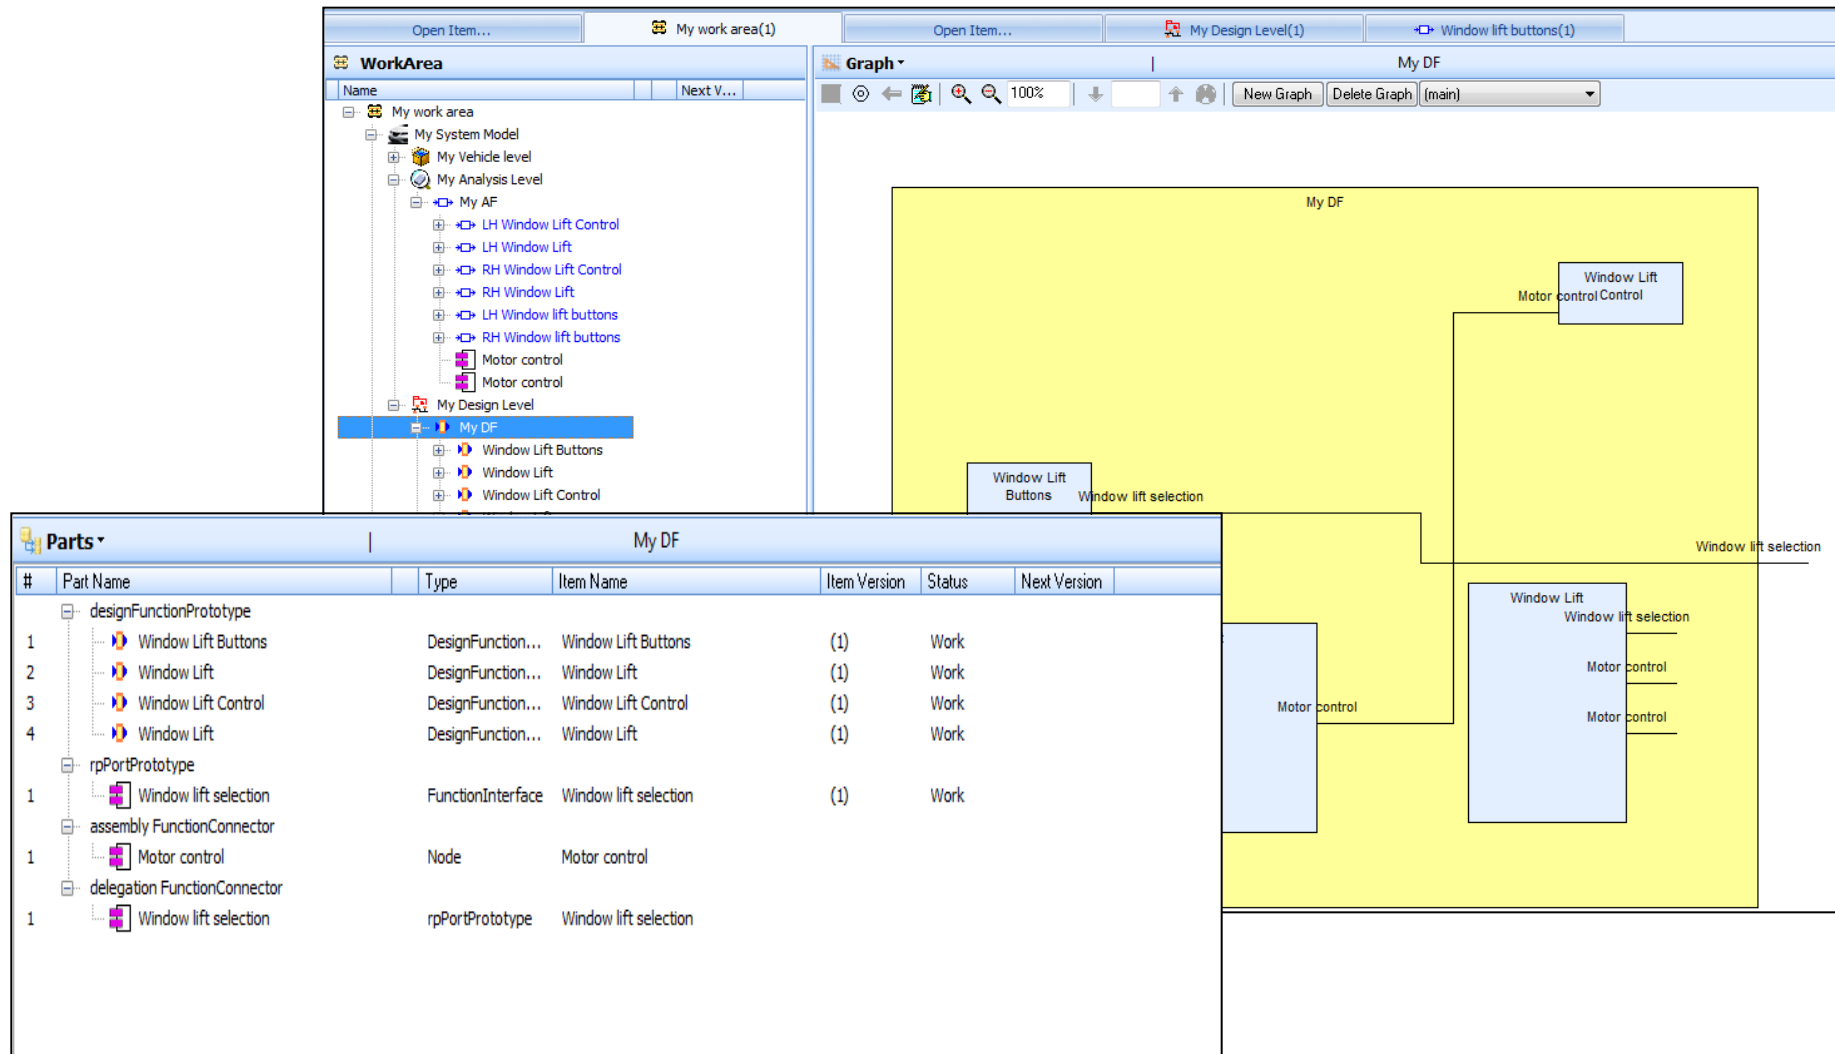 Open Item...
My work area(1)
Open Item...
My Design Level(1)
Window lift buttons(1)
WorkArea
Graph
My DF
Name
Next V...
100%
New Graph
Delete Graph
(main)
My work area
My System Model
My Vehicle level
My Analysis Level
My AF
LH Window Lift Control
LH Window Lift
RH Window Lift Control
RH Window Lift
LH Window lift buttons
RH Window lift buttons
Motor control
Motor control
My Design Level
My DF
Window Lift Buttons
Window Lift
Window Lift Control
My DF
Window Lift
Control
Motor control
Window Lift
Buttons
Window lift selection
Window lift selection
Window Lift
Window lift selection
Motor control
Motor control
Motor control
Parts
My DF
# Part Name Type Item Name Item Version Status Next Version
designFunctionPrototype
1 Window Lift Buttons DesignFunction... Window Lift Buttons (1) Work
2 Window Lift DesignFunction... Window Lift (1) Work
3 Window Lift Control DesignFunction... Window Lift Control (1) Work
4 Window Lift DesignFunction... Window Lift (1) Work
rpPortPrototype
1 Window lift selection FunctionInterface Window lift selection (1) Work
assembly FunctionConnector
1 Motor control Node Motor control
delegation FunctionConnector
1 Window lift selection rpPortPrototype Window lift selection